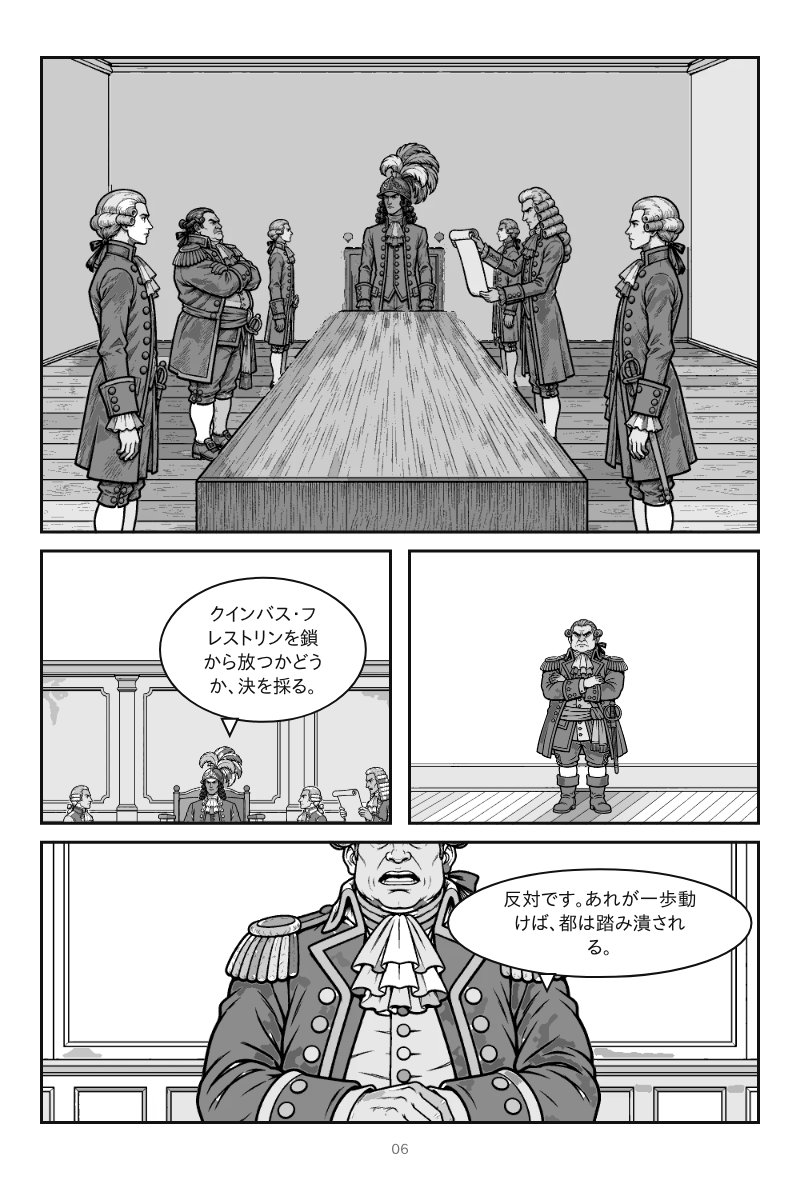 クインバス・フ
レストリンを鎖
から放つかどう
か、決を採る。
反対です。あれが一歩動
けば、都は踏み潰され
る。
06